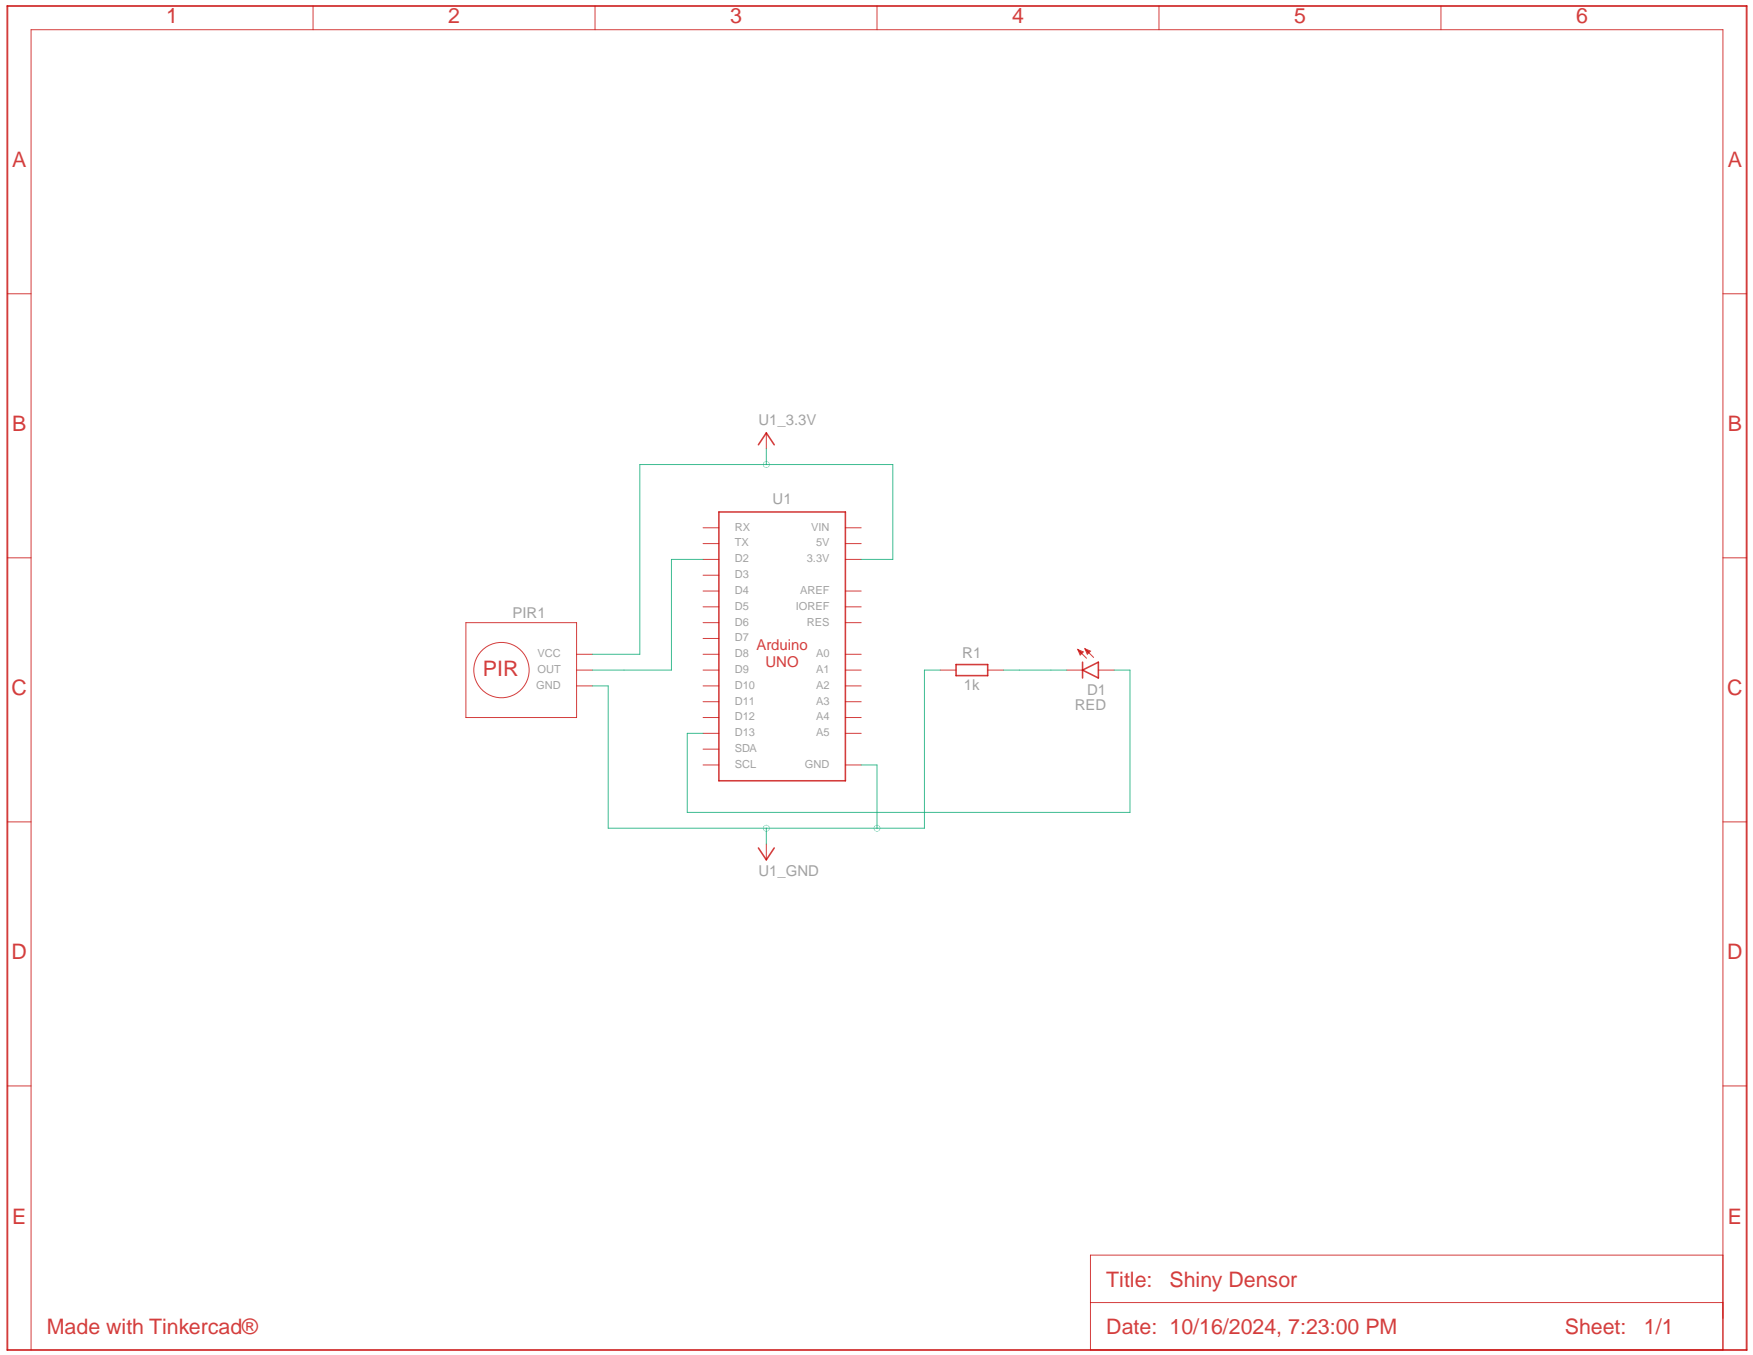 1 2 3 4 5 6
A A
B B
U1_3.3V
U1
RX VIN
TX 5V
D2 3.3V
D3
D4 AREF
D5 IOREF
D6 RES
D7
Arduino
UNO
D8 A0
D9 A1
D10 A2
D11 A3
D12 A4
D13 A5
SDA
SCL GND
PIR1
PIR
VCC
OUT
GND
R1
1k
D1
RED
C C
U1_GND
D D
E E
Title: Shiny Densor
Date: 10/16/2024, 7:23:00 PM Sheet: 1/1
Made with Tinkercad®